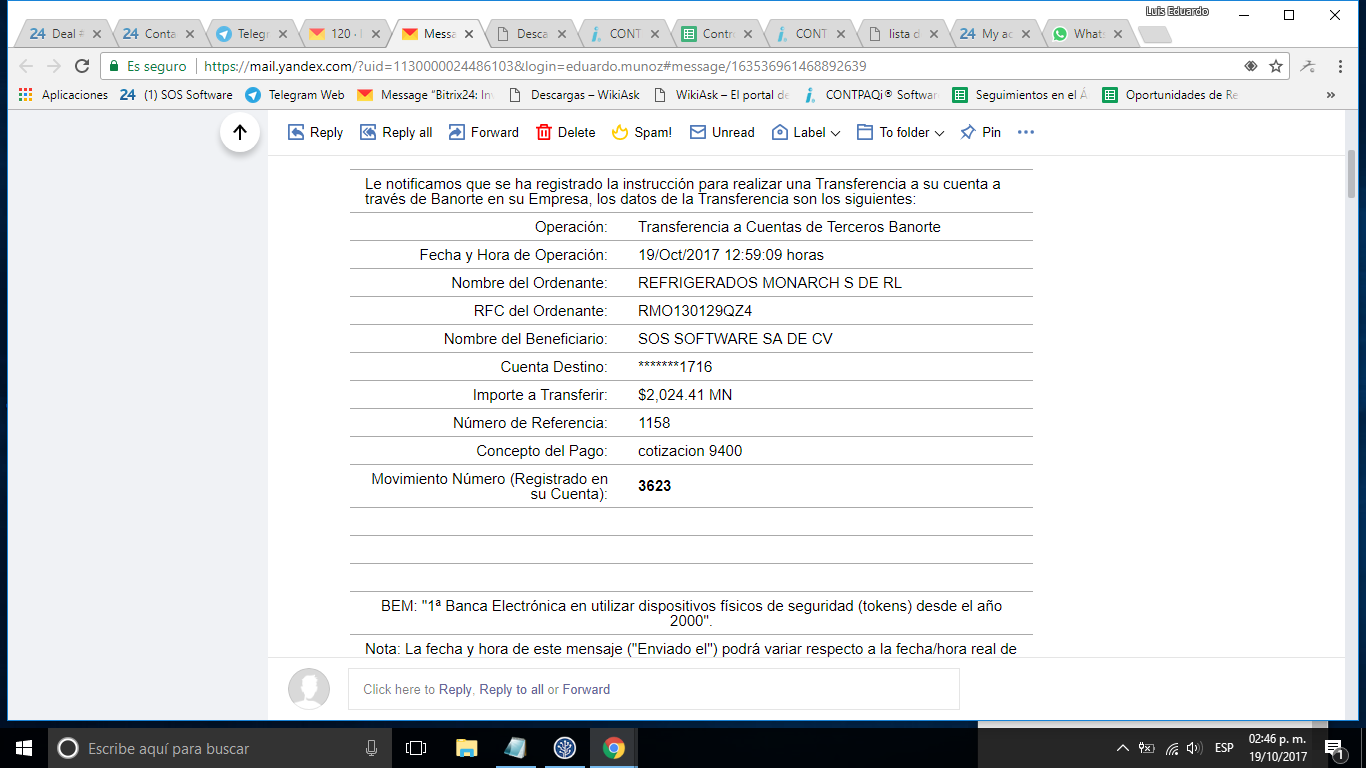 Luis Eduardo
24 Deal #
24 Conta
Telegr
120 ·
Messa
Desca
CONT
Contro
CONT
lista d
24 My ac
Whats
Es seguro
https://mail.yandex.com/?uid=1130000024486103&login=eduardo.munoz#message/163536961468892639
Aplicaciones
24 (1) SOS Software
Telegram Web
Message "Bitrix24: Inv
Descargas – WikiAsk
WikiAsk – El portal de
CONTPAQi® Softwar
Seguimientos en el Á
Oportunidades de Re
»
Reply
Reply all
Forward
Delete
Spam!
Unread
Label
To folder
Pin
Le notificamos que se ha registrado la instrucción para realizar una Transferencia a su cuenta a
través de Banorte en su Empresa, los datos de la Transferencia son los siguientes:
Operación: Transferencia a Cuentas de Terceros Banorte
Fecha y Hora de Operación: 19/Oct/2017 12:59:09 horas
Nombre del Ordenante: REFRIGERADOS MONARCH S DE RL
RFC del Ordenante: RMO130129QZ4
Nombre del Beneficiario: SOS SOFTWARE SA DE CV
Cuenta Destino: *******1716
Importe a Transferir: $2,024.41 MN
Número de Referencia: 1158
Concepto del Pago: cotizacion 9400
Movimiento Número (Registrado en
su Cuenta): 3623
BEM: "1ª Banca Electrónica en utilizar dispositivos físicos de seguridad (tokens) desde el año
2000".
Nota: La fecha y hora de este mensaje ("Enviado el") podrá variar respecto a la fecha/hora real de
Click here to Reply, Reply to all or Forward
Escribe aquí para buscar
ESP
02:46 p. m.
19/10/2017
1